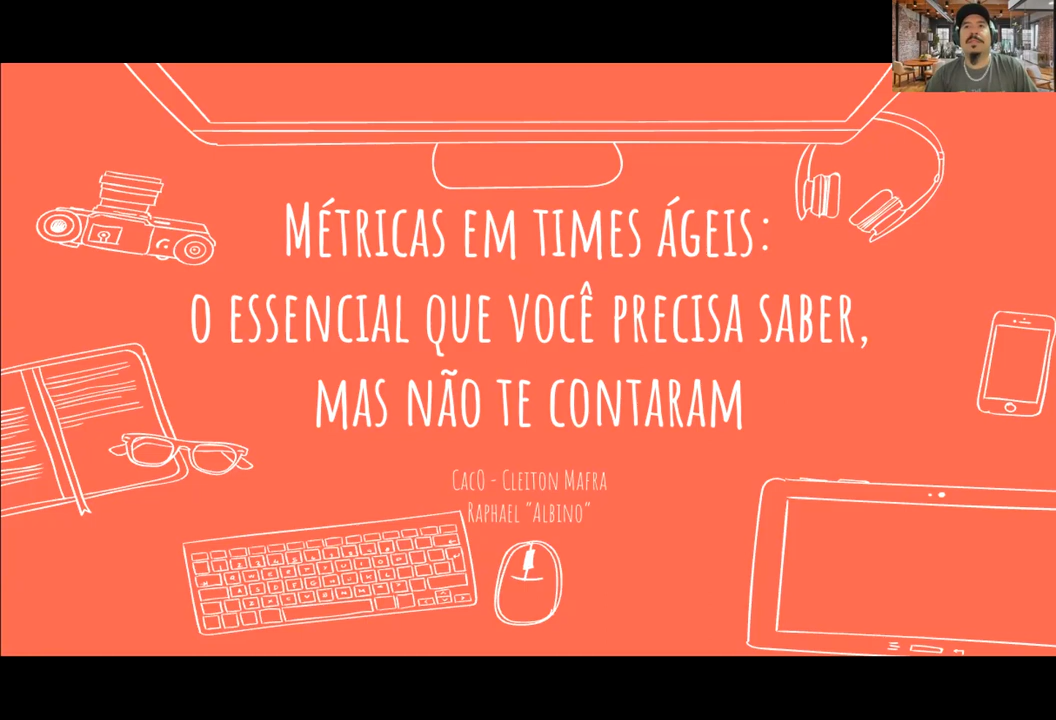 Métricas em times ágeis:
o essencial que você precisa saber,
mas não te contaram
CacO - Cleiton Mafra
Raphael "Albino"